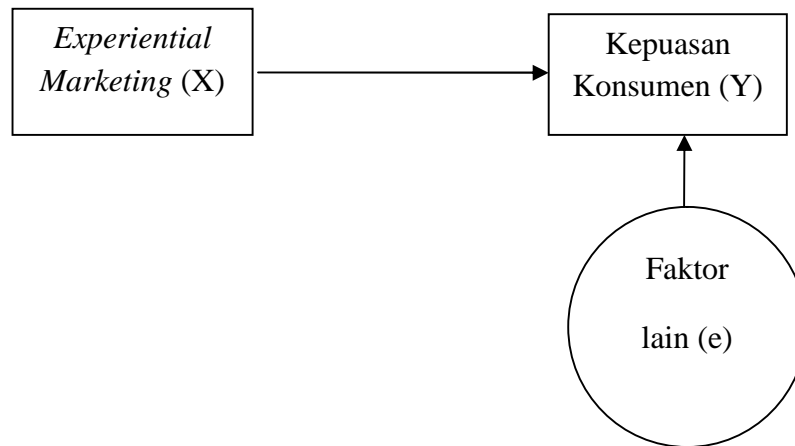 Experiential
Marketing (X)
Kepuasan
Konsumen (Y)
Faktor
lain (e)